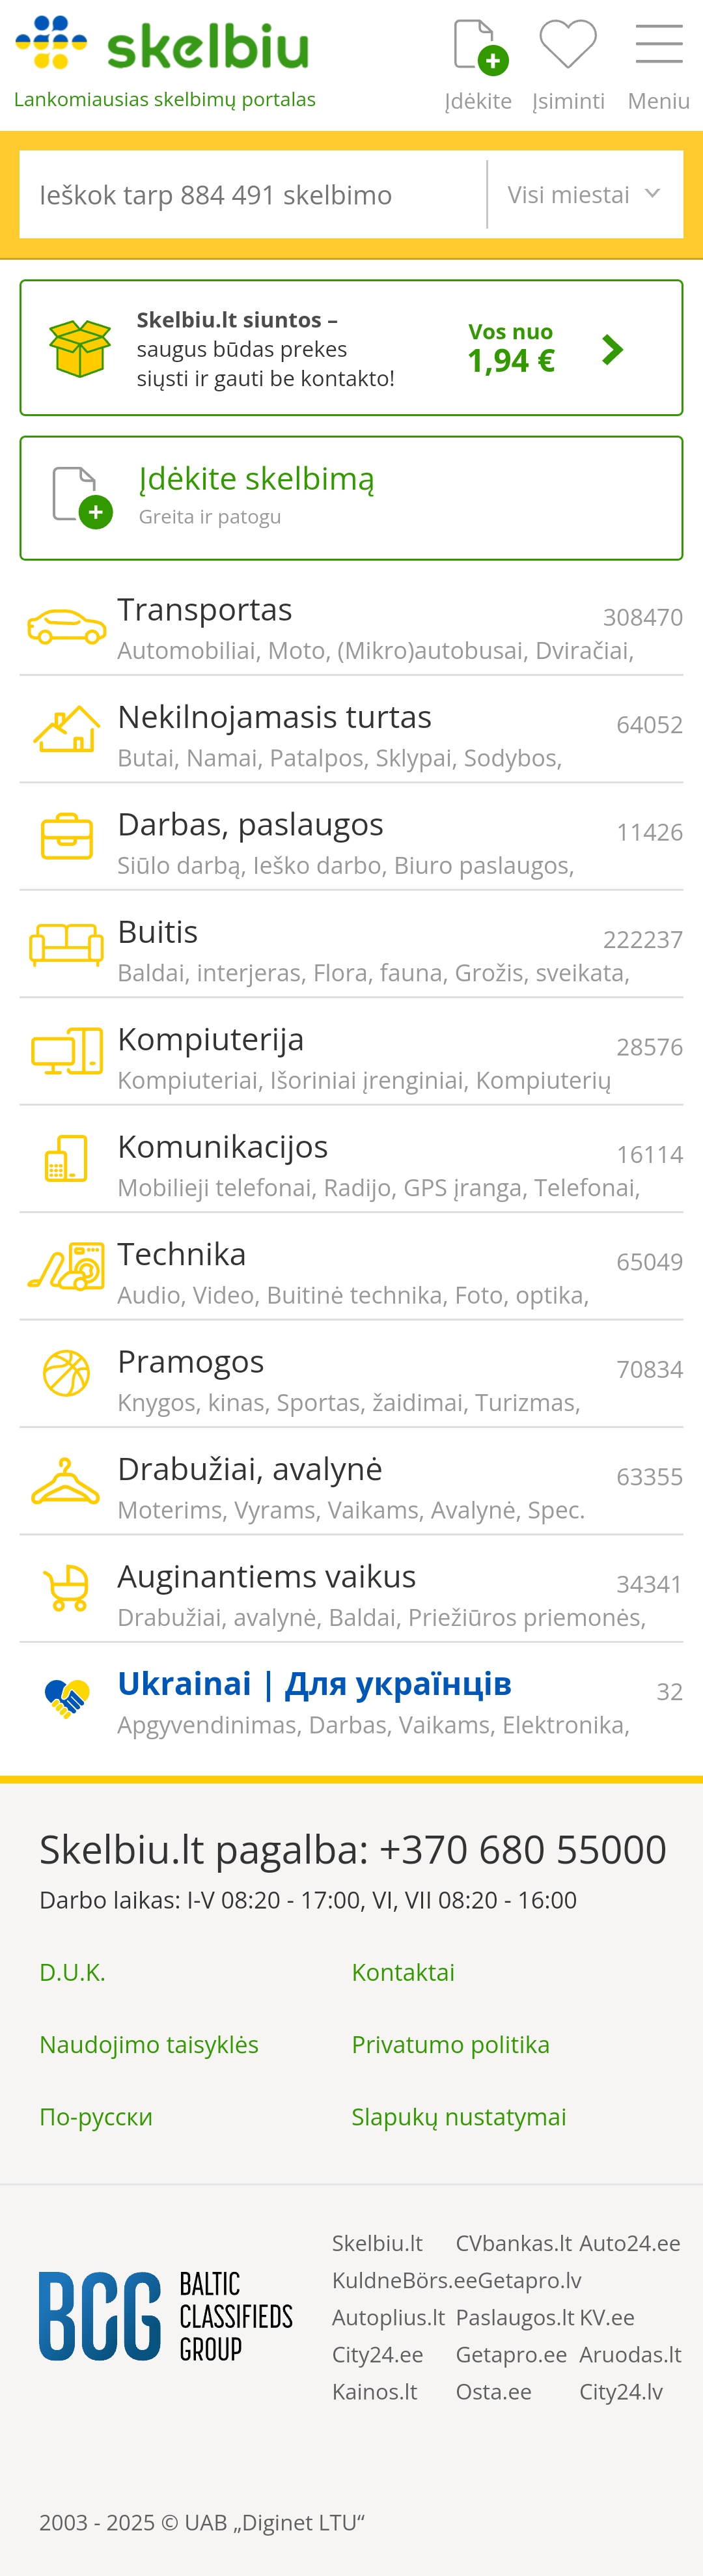 skelbiu
Lankomiausias skelbimų portalas
Įdėkite Įsiminti Meniu
Ieškok tarp 884 491 skelbimo Visi miestai
Skelbiu.lt siuntos –
saugus būdas prekes
siųsti ir gauti be kontakto!
Vos nuo
1,94 €
Įdėkite skelbimą
Greita ir patogu
Transportas 308470
Automobiliai, Moto, (Mikro)autobusai, Dviračiai,
Nekilnojamasis turtas 64052
Butai, Namai, Patalpos, Sklypai, Sodybos,
Darbas, paslaugos 11426
Siūlo darbą, Ieško darbo, Biuro paslaugos,
Buitis 222237
Baldai, interjeras, Flora, fauna, Grožis, sveikata,
Kompiuterija 28576
Kompiuteriai, Išoriniai įrenginiai, Kompiuterių
Komunikacijos 16114
Mobilieji telefonai, Radijo, GPS įranga, Telefonai,
Technika 65049
Audio, Video, Buitinė technika, Foto, optika,
Pramogos 70834
Knygos, kinas, Sportas, žaidimai, Turizmas,
Drabužiai, avalynė 63355
Moterims, Vyrams, Vaikams, Avalynė, Spec.
Auginantiems vaikus 34341
Drabužiai, avalynė, Baldai, Priežiūros priemonės,
Ukrainai | Для українців 32
Apgyvendinimas, Darbas, Vaikams, Elektronika,
Skelbiu.lt pagalba: +370 680 55000
Darbo laikas: I-V 08:20 - 17:00, VI, VII 08:20 - 16:00
D.U.K. Kontaktai
Naudojimo taisyklės Privatumo politika
По-русски Slapukų nustatymai
BCG
BALTIC
CLASSIFIEDS
GROUP
Skelbiu.lt CVbankas.lt Auto24.ee
KuldneBörs.ee Getapro.lv
Autoplius.lt Paslaugos.lt KV.ee
City24.ee Getapro.ee Aruodas.lt
Kainos.lt Osta.ee City24.lv
2003 - 2025 © UAB „Diginet LTU“